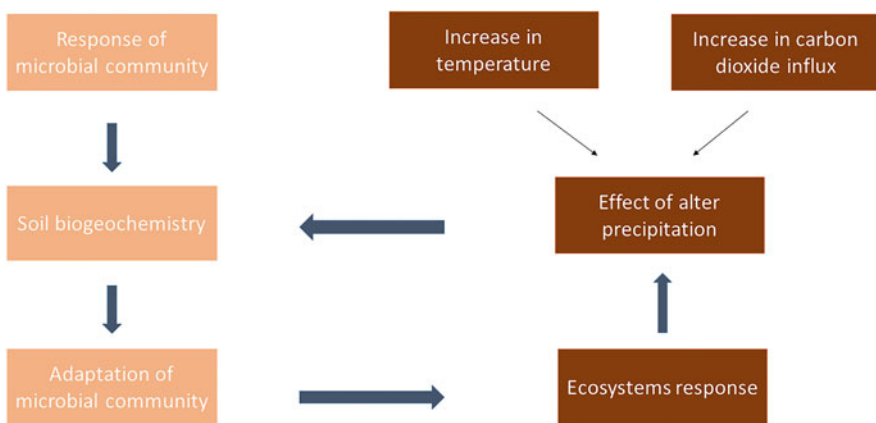 Response of
microbial community
Increase in
temperature
Increase in carbon
dioxide influx
Soil biogeochemistry
Effect of alter
precipitation
Adaptation of
microbial community
Ecosystems response